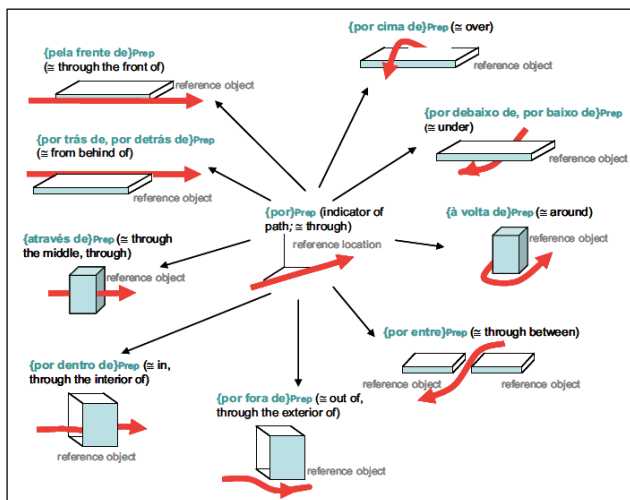 {pela frente de}Prep
(≅ through the front of)
reference object
{por cima de}Prep (≅ over)
reference object
{por trás de, por detrás de}Prep
(≅ from behind of)
reference object
{por debaixo de, por baixo de}Prep
(≅ under)
reference object
{por}Prep (indicator of
path; ≅ through)
reference location
{à volta de}Prep (≅ around)
reference object
{através de}Prep (≅ through
the middle, through)
reference object
{por entre}Prep (≅ through between)
reference object
reference object
{por dentro de}Prep (≅ in,
through the interior of)
reference object
{por fora de}Prep (≅ out of,
through the exterior of)
reference object